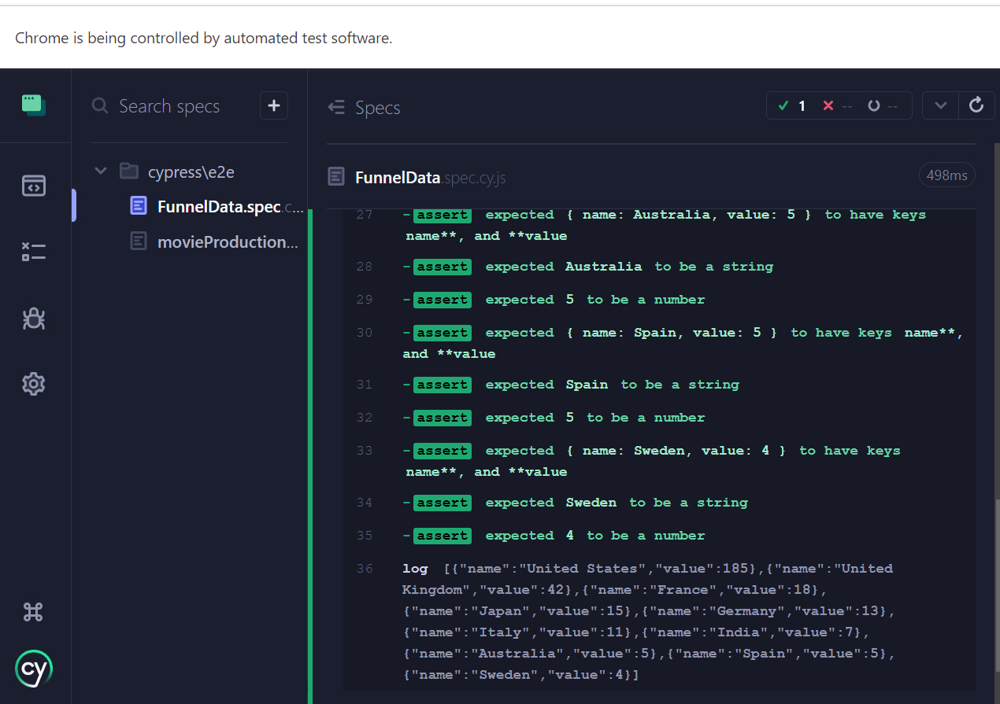 Chrome is being controlled by automated test software.
Search specs
+
Specs
1
--
--
cypress\e2e
FunnelData.spec.c...
movieProduction...
FunnelData.spec.cy.js
498ms
27 -assert expected { name: Australia, value: 5 } to have keys
name**, and **value
28 -assert expected Australia to be a string
29 -assert expected 5 to be a number
30 -assert expected { name: Spain, value: 5 } to have keys name**,
and **value
31 -assert expected Spain to be a string
32 -assert expected 5 to be a number
33 -assert expected { name: Sweden, value: 4 } to have keys
name**, and **value
34 -assert expected Sweden to be a string
35 -assert expected 4 to be a number
36 log [{"name":"United States","value":185},{"name":"United
Kingdom","value":42},{"name":"France","value":18},
{"name":"Japan","value":15},{"name":"Germany","value":13},
{"name":"Italy","value":11},{"name":"India","value":7},
{"name":"Australia","value":5},{"name":"Spain","value":5},
{"name":"Sweden","value":4}]
cy